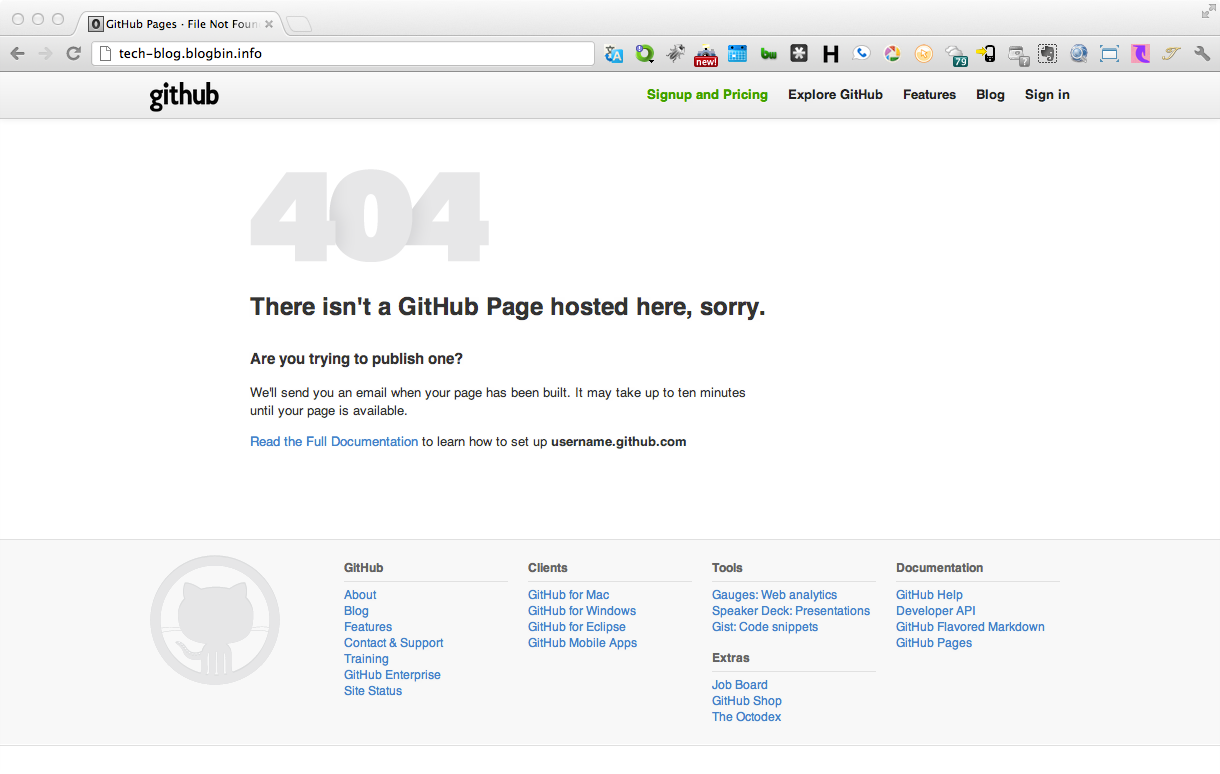 GitHub Pages · File Not Foun
tech-blog.blogbin.info
new!
79
github
Signup and Pricing Explore GitHub Features Blog Sign in
404
There isn't a GitHub Page hosted here, sorry.
Are you trying to publish one?
We'll send you an email when your page has been built. It may take up to ten minutes
until your page is available.
Read the Full Documentation to learn how to set up username.github.com
GitHub
About
Blog
Features
Contact & Support
Training
GitHub Enterprise
Site Status
Clients
GitHub for Mac
GitHub for Windows
GitHub for Eclipse
GitHub Mobile Apps
Tools
Gauges: Web analytics
Speaker Deck: Presentations
Gist: Code snippets
Extras
Job Board
GitHub Shop
The Octodex
Documentation
GitHub Help
Developer API
GitHub Flavored Markdown
GitHub Pages